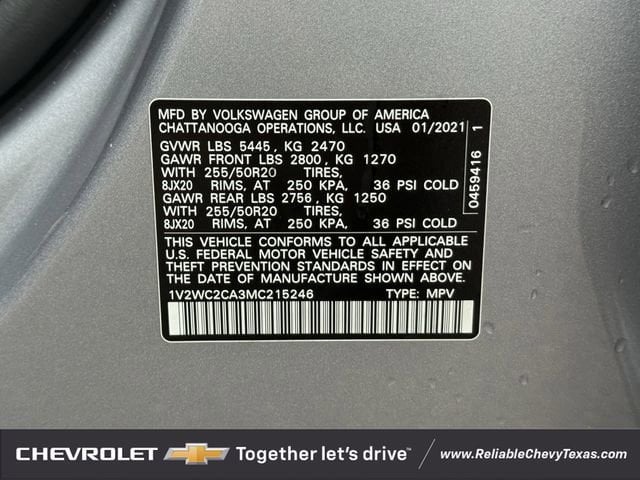 MFD BY VOLKSWAGEN GROUP OF AMERICA
CHATTANOOGA OPERATIONS, LLC. USA 01/2021
GVWR LBS 5445, KG 2470
GAWR FRONT LBS 2800, KG 1270
WITH 255/50R20 TIRES,
8JX20 RIMS, AT 250 KPA, 36 PSI COLD
GAWR REAR LBS 2756, KG 1250
WITH 255/50R20 TIRES,
8JX20 RIMS, AT 250 KPA, 36 PSI COLD
THIS VEHICLE CONFORMS TO ALL APPLICABLE
U.S. FEDERAL MOTOR VEHICLE SAFETY AND
THEFT PREVENTION STANDARDS IN EFFECT ON
THE DATE OF MANUFACTURE SHOWN ABOVE.
1V2WC2CA3MC215246 TYPE: MPV
0459416 1
CHEVROLET Together let's drive™ www.ReliableChevyTexas.com